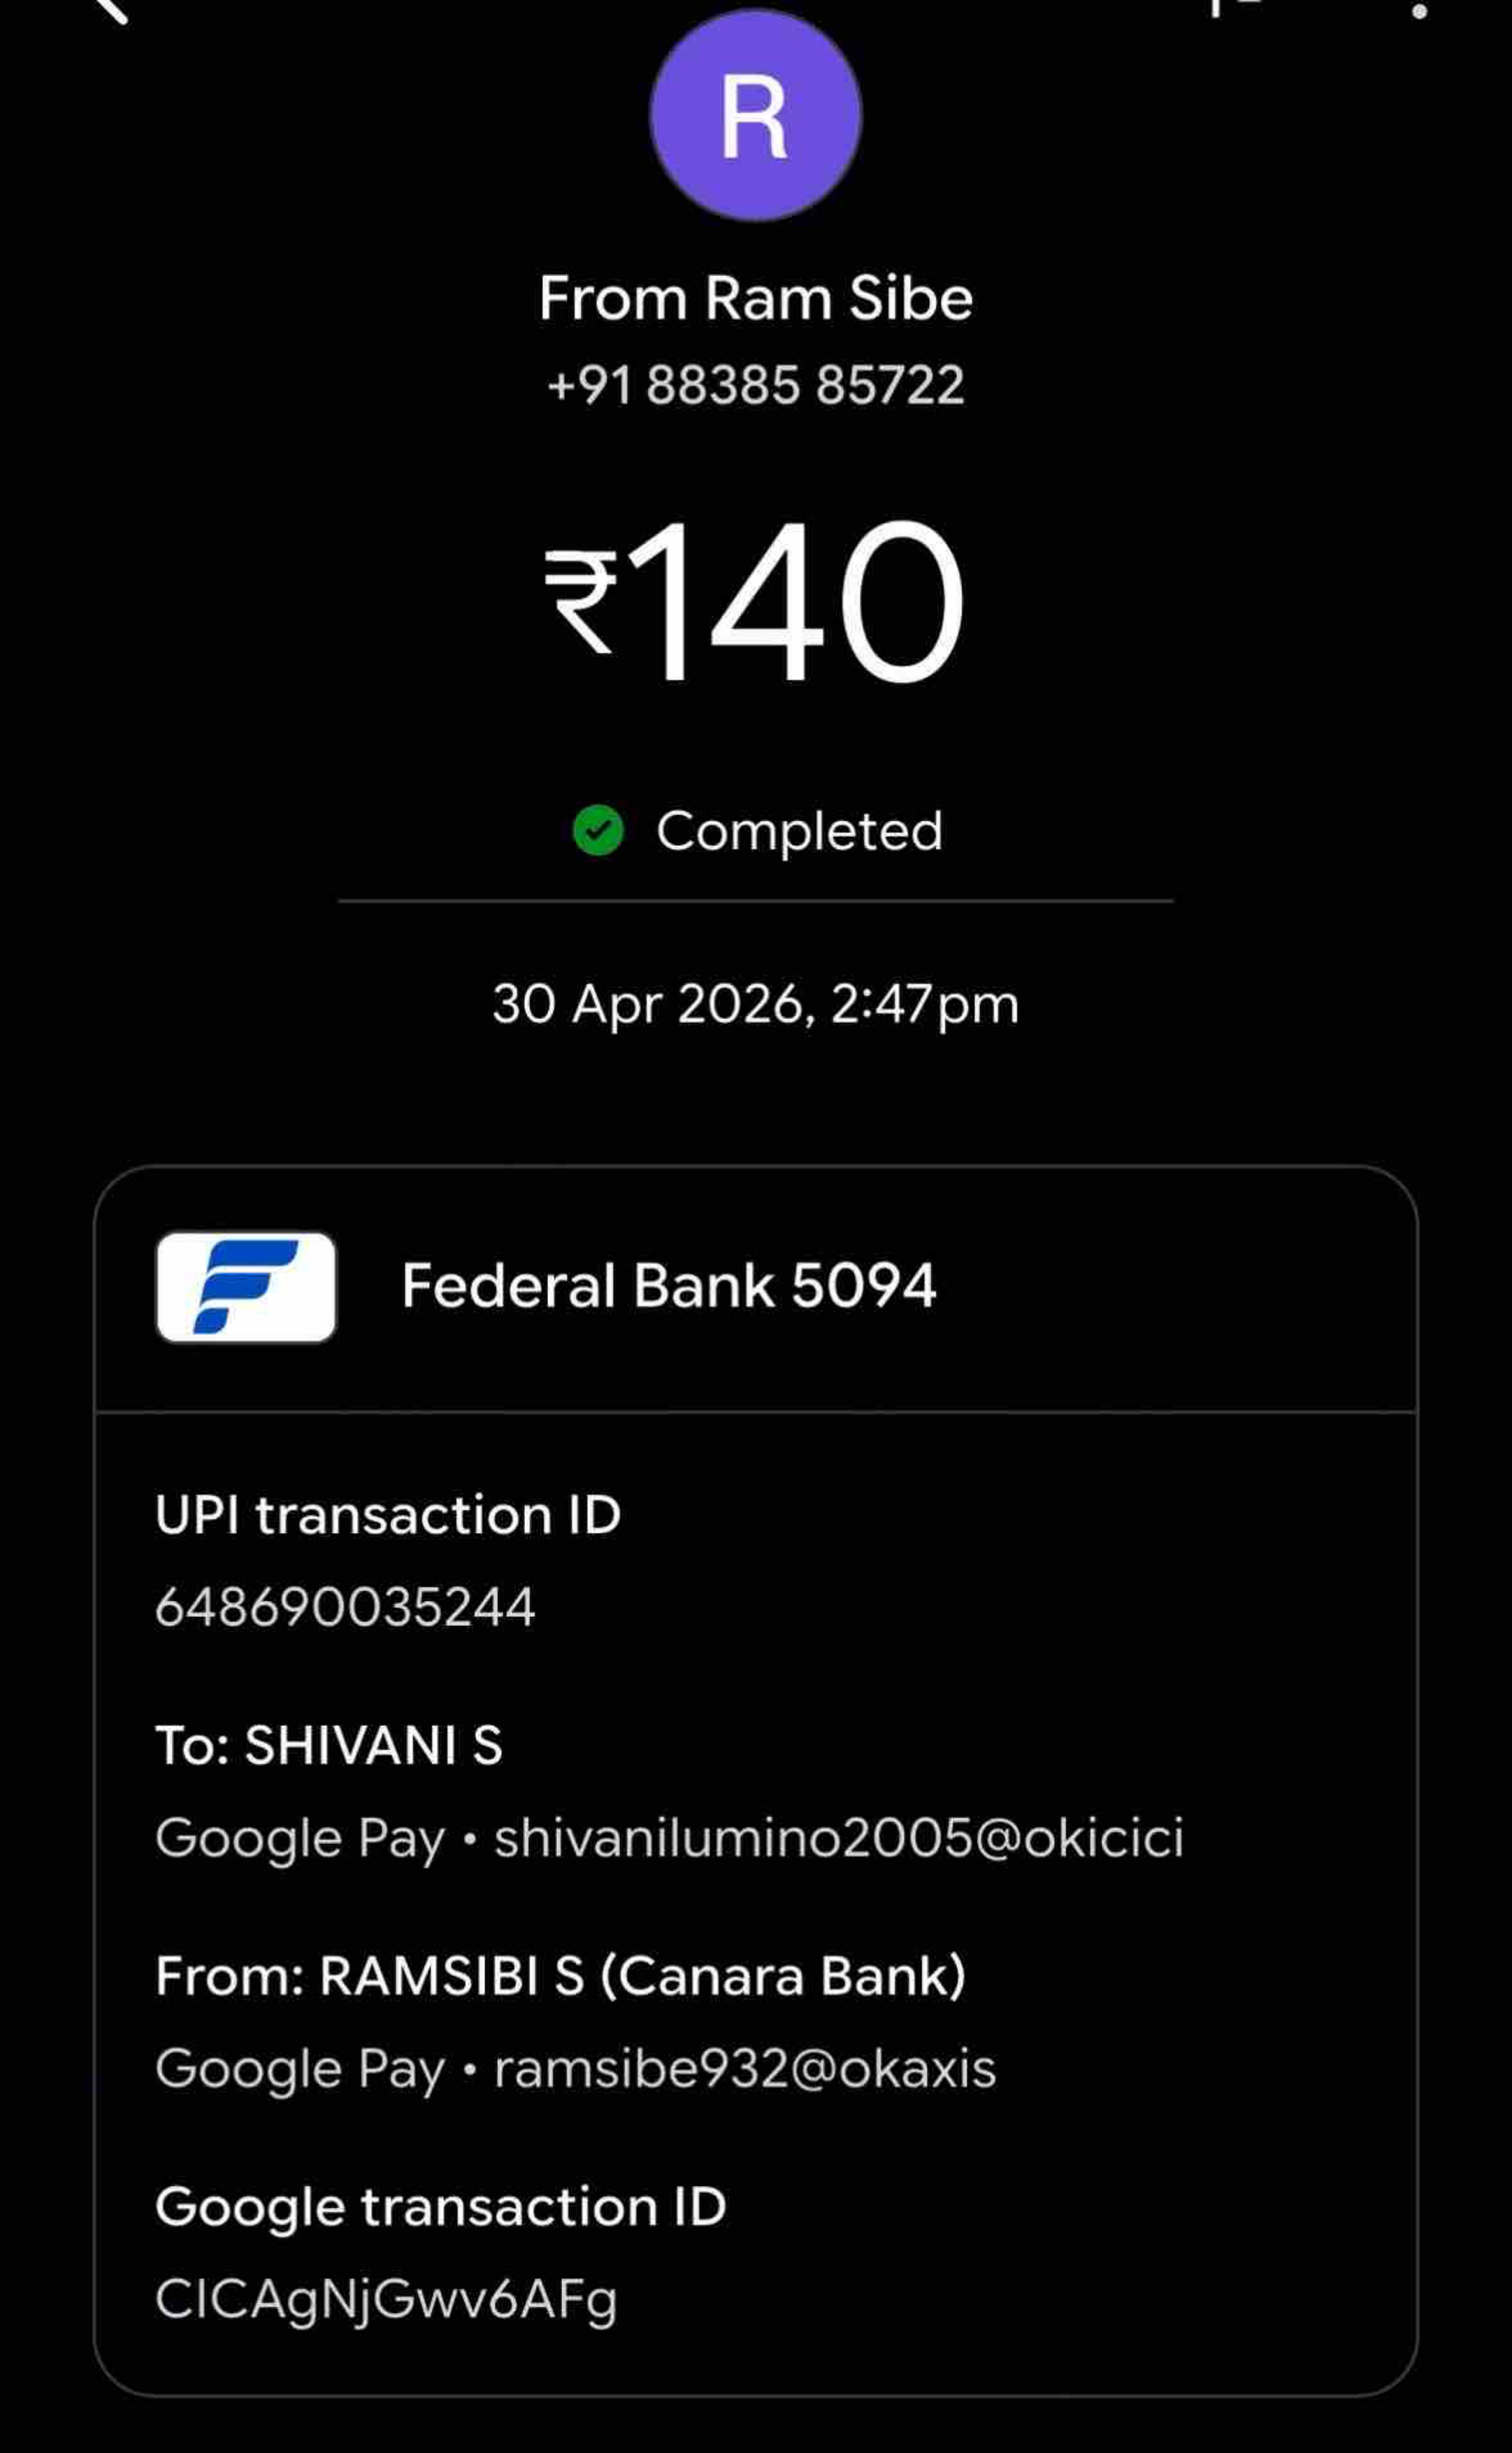 R
From Ram Sibe
+91 88385 85722
₹140
Completed
30 Apr 2026, 2:47pm
Federal Bank 5094
UPI transaction ID
648690035244
To: SHIVANI S
Google Pay • shivanilumino2005@okicici
From: RAMSIBI S (Canara Bank)
Google Pay • ramsibe932@okaxis
Google transaction ID
CICAgNjGwv6AFg